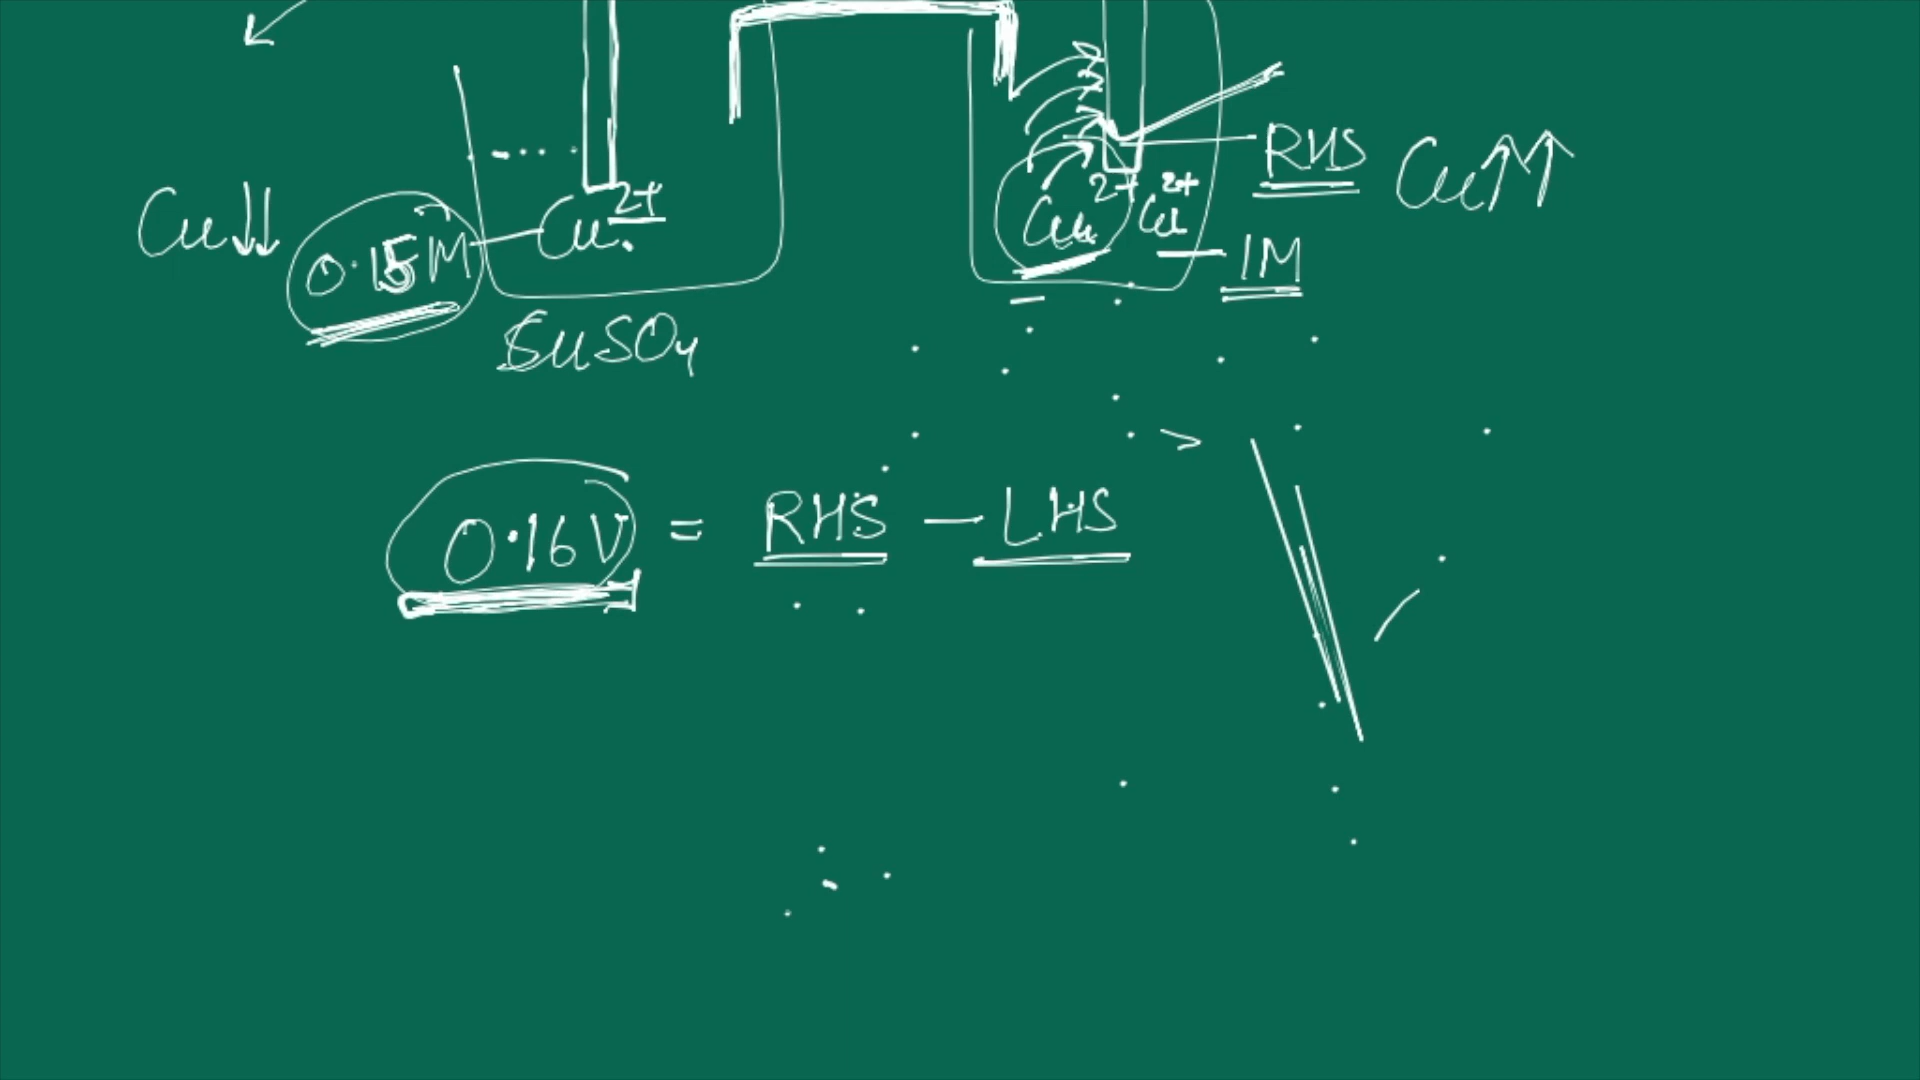 RHS Cu↑↑
Cu↓↓ 0.15M Cu²⁺ Cu²⁺ Cu²⁺ 1M
CuSO₄
0.16V = RHS - LHS